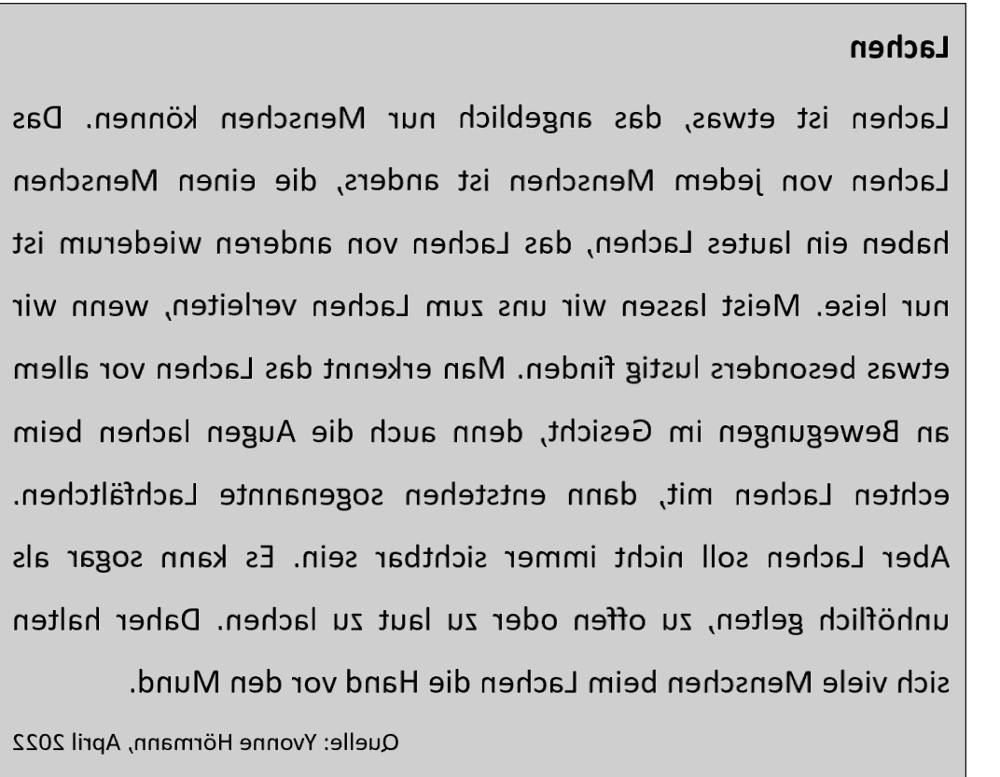 Lachen
Lachen ist etwas, das angeblich nur Menschen können. Das
Lachen von jedem Menschen ist anders, die einen Menschen
haben ein lautes Lachen, das Lachen von anderen wiederum ist
nur leise. Meist lassen wir uns zum Lachen verleiten, wenn wir
etwas besonders lustig finden. Man erkennt das Lachen vor allem
an Bewegungen im Gesicht, denn auch die Augen lachen beim
echten Lachen mit, dann entstehen sogenannte Lachfältchen.
Aber Lachen soll nicht immer sichtbar sein. Es kann sogar als
unhöflich gelten, zu offen oder zu laut zu lachen. Daher halten
sich viele Menschen beim Lachen die Hand vor den Mund.
Quelle: Yvonne Hörmann, April 2022